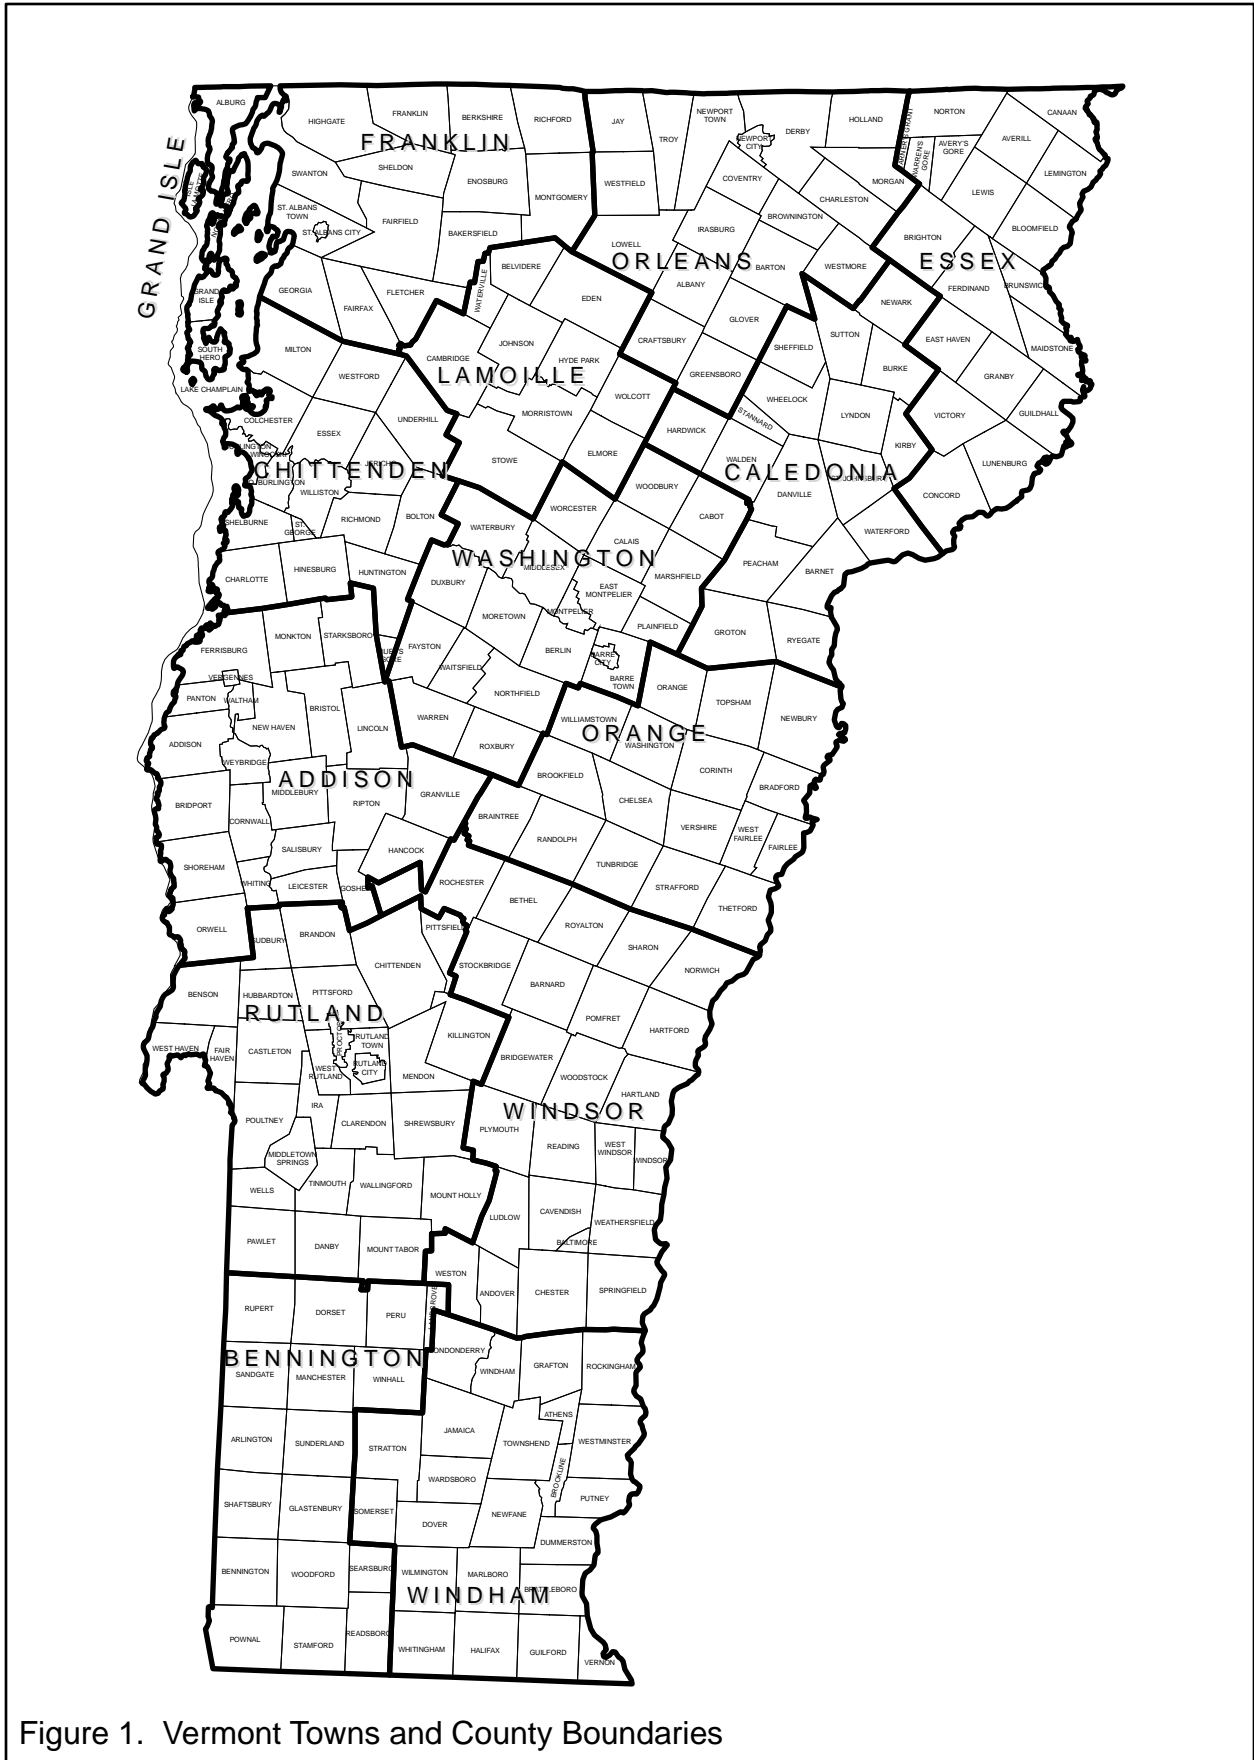 ALBURG
HIGHGATE
FRANKLIN
BERKSHIRE
RICHFORD
JAY
TROY
NEWPORT
TOWN
NEWPORT
CITY
DERBY
HOLLAND
NORTON
CANAAN
AVERILL
AVERY'S
GORE
WARREN'S
GORE
FRANKLIN
GRAND ISLE
SWANTON
SHELDON
ENOSBURG
MONTGOMERY
WESTFIELD
COVENTRY
MORGAN
CHARLESTON
LEWIS
LEMINGTON
BLOOMFIELD
ST. ALBANS
TOWN
ST. ALBANS CITY
FAIRFIELD
BAKERSFIELD
LOWELL
IRASBURG
BROWNINGTON
BRIGHTON
ORLEANS
ESSEX
BELVIDERE
WATERVILLE
EDEN
ALBANY
BARTON
WESTMORE
FERDINAND
BRUNSWICK
GEORGIA
FAIRFAX
FLETCHER
GRAND
ISLE
NEWARK
GLOVER
CRAFTSBURY
SHEFFIELD
SUTTON
EAST HAVEN
MAIDSTONE
SOUTH
HERO
MILTON
WESTFORD
CAMBRIDGE
JOHNSON
HYDE PARK
LAMOILLE
GREENSBORO
BURKE
GRANBY
LAKE CHAMPLAIN
WOLCOTT
WHEELOCK
STANNARD
LYNDON
VICTORY
GUILDHALL
COLCHESTER
ESSEX
UNDERHILL
MORRISTOWN
ELMORE
HARDWICK
KIRBY
LUNENBURG
STOWE
WALDEN
CALEDONIA
ST. JOHNSBURY
CHITTENDEN
JERICHO
WILLISTON
WOODBURY
DANVILLE
CONCORD
SHELBURNE
ST.
GEORGE
RICHMOND
BOLTON
WORCESTER
CABOT
WATERFORD
WATERBURY
CALAIS
WASHINGTON
MIDDLESEX
PEACHAM
BARNET
CHARLOTTE
HINESBURG
HUNTINGTON
DUXBURY
EAST
MONTPELIER
MARSHFIELD
MORETOWN
MONTPELIER
PLAINFIELD
GROTON
RYEGATE
FERRISBURG
MONKTON
STARKSBORO
FAYSTON
WAITSFIELD
BERLIN
BARRE
CITY
BARRE
TOWN
VERGENNES
PANTON
WALTHAM
NEW HAVEN
BRISTOL
LINCOLN
WARREN
NORTHFIELD
ROXBURY
WILLIAMSTOWN
ORANGE
TOPSHAM
NEWBURY
ORANGE
WASHINGTON
ADDISON
WEYBRIDGE
ADDISON
MIDDLEBURY
RIPTON
GRANVILLE
BROOKFIELD
CHELSEA
CORINTH
BRADFORD
BRIDPORT
CORNWALL
SALISBURY
HANCOCK
BRAINTREE
RANDOLPH
TUNBRIDGE
VERSHIRE
WEST
FAIRLEE
FAIRLEE
SHOREHAM
WHITING
LEICESTER
GOSHEN
ROCHESTER
BETHEL
STRAFFORD
THETFORD
ORWELL
SUDBURY
BRANDON
CHITTENDEN
PITTSFIELD
STOCKBRIDGE
ROYALTON
SHARON
NORWICH
BENSON
HUBBARDTON
PITTSFORD
RUTLAND
BARNARD
POMFRET
HARTFORD
WEST HAVEN
FAIR
HAVEN
CASTLETON
PROCTOR
RUTLAND
TOWN
RUTLAND
CITY
WEST
RUTLAND
MENDON
KILLINGTON
BRIDGEWATER
WOODSTOCK
HARTLAND
WINDSOR
POULTNEY
IRA
CLARENDON
SHREWSBURY
PLYMOUTH
READING
WEST
WINDSOR
WINDSOR
MIDDLETOWN
SPRINGS
WELLS
TINMOUTH
WALLINGFORD
MOUNT HOLLY
LUDLOW
CAVENDISH
WEATHERSFIELD
BALTIMORE
PAWLET
DANBY
MOUNT TABOR
WESTON
ANDOVER
CHESTER
SPRINGFIELD
RUPERT
DORSET
PERU
BENNINGTON
LONDONDERRY
WINDHAM
GRAFTON
ROCKINGHAM
SANDGATE
MANCHESTER
WINHALL
ATHENS
ARLINGTON
SUNDERLAND
STRATTON
JAMAICA
TOWNSHEND
WESTMINSTER
WARDSBORO
BROOKLINE
PUTNEY
SHAFTSBURY
GLASTENBURY
SOMERSET
DOVER
NEWFANE
DUMMERSTON
BENNINGTON
WOODFORD
SEARSBURG
WILMINGTON
MARLBORO
BRATTLEBORO
WINDHAM
POWNAL
STAMFORD
READSBORO
WHITINGHAM
HALIFAX
GUILFORD
VERNON
Figure 1. Vermont Towns and County Boundaries